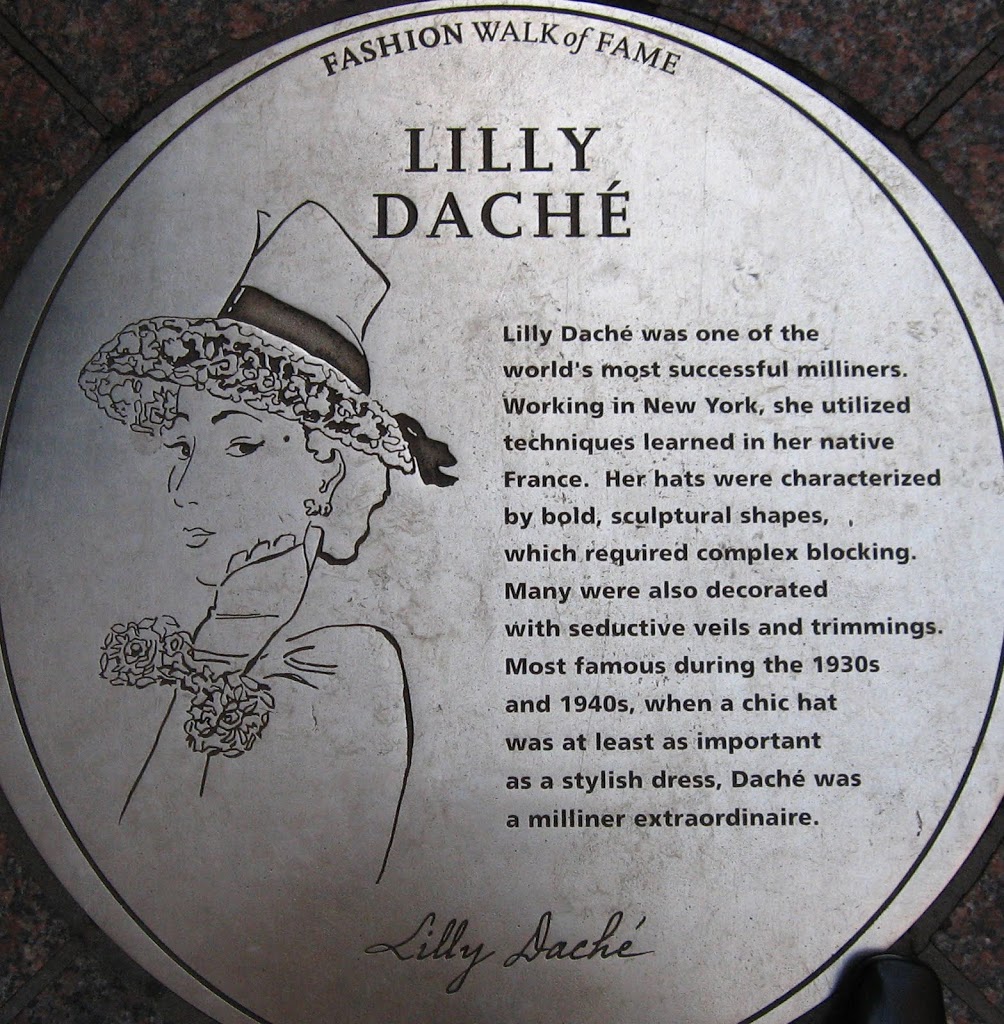 FASHION WALK of FAME
LILLY
DACHÉ
Lilly Daché was one of the
world's most successful milliners.
Working in New York, she utilized
techniques learned in her native
France. Her hats were characterized
by bold, sculptural shapes,
which required complex blocking.
Many were also decorated
with seductive veils and trimmings.
Most famous during the 1930s
and 1940s, when a chic hat
was at least as important
as a stylish dress, Daché was
a milliner extraordinaire.
Lilly Daché